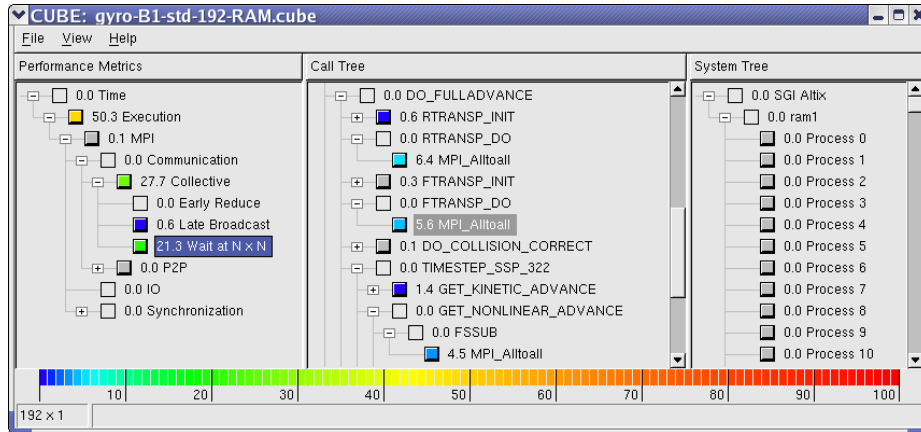 CUBE: gyro-B1-std-192-RAM.cube
File View Help
Performance Metrics
0.0 Time
50.3 Execution
0.1 MPI
0.0 Communication
27.7 Collective
0.0 Early Reduce
0.6 Late Broadcast
21.3 Wait at N x N
0.0 P2P
0.0 IO
0.0 Synchronization
Call Tree
0.0 DO_FULLADVANCE
0.6 RTRANSP_INIT
0.0 RTRANSP_DO
6.4 MPI_Alltoall
0.3 FTRANSP_INIT
0.0 FTRANSP_DO
5.6 MPI_Alltoall
0.1 DO_COLLISION_CORRECT
0.0 TIMESTEP_SSP_322
1.4 GET_KINETIC_ADVANCE
0.0 GET_NONLINEAR_ADVANCE
0.0 FSSUB
4.5 MPI_Alltoall
System Tree
0.0 SGI Altix
0.0 ram1
0.0 Process 0
0.0 Process 1
0.0 Process 2
0.0 Process 3
0.0 Process 4
0.0 Process 5
0.0 Process 6
0.0 Process 7
0.0 Process 8
0.0 Process 9
0.0 Process 10
10 20 30 40 50 60 70 80 90 100
192 x 1